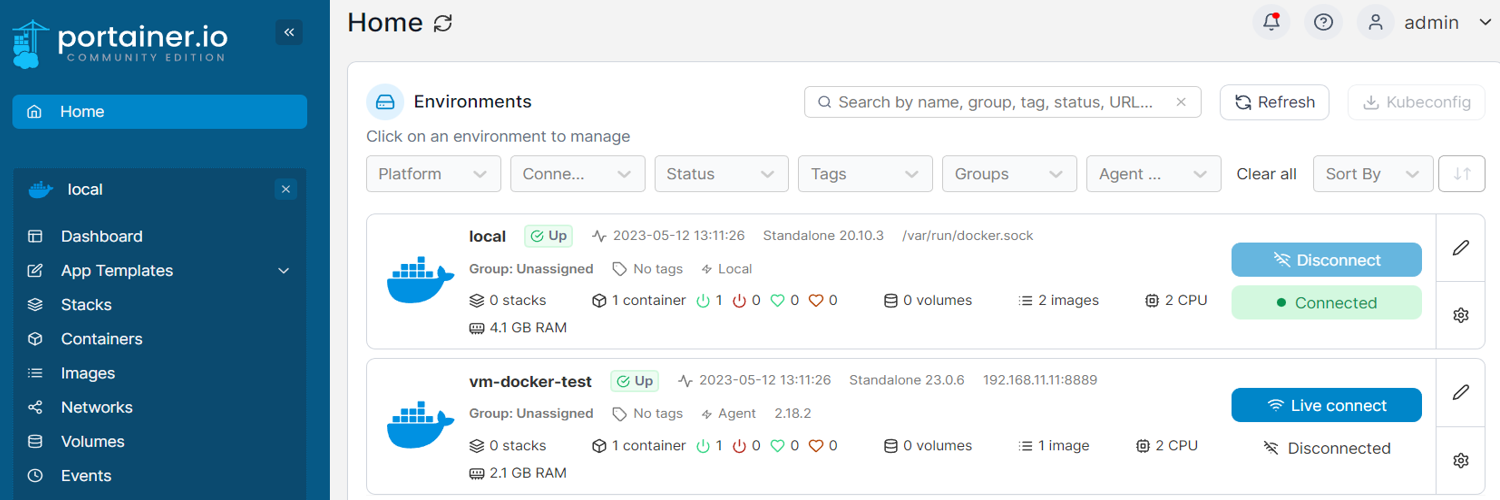 portainer.io
COMMUNITY EDITION
Home
local
Dashboard
App Templates
Stacks
Containers
Images
Networks
Volumes
Events
Home
admin
Environments
Search by name, group, tag, status, URL...
Refresh
Kubeconfig
Click on an environment to manage
Platform
Conne...
Status
Tags
Groups
Agent ...
Clear all
Sort By
local Up 2023-05-12 13:11:26 Standalone 20.10.3 /var/run/docker.sock
Group: Unassigned No tags Local
0 stacks 1 container 1 0 0 0 0 volumes 2 images 2 CPU
4.1 GB RAM
Disconnect
Connected
vm-docker-test Up 2023-05-12 13:11:26 Standalone 23.0.6 192.168.11.11:8889
Group: Unassigned No tags Agent 2.18.2
0 stacks 1 container 1 0 0 0 0 volumes 1 image 2 CPU
2.1 GB RAM
Live connect
Disconnected